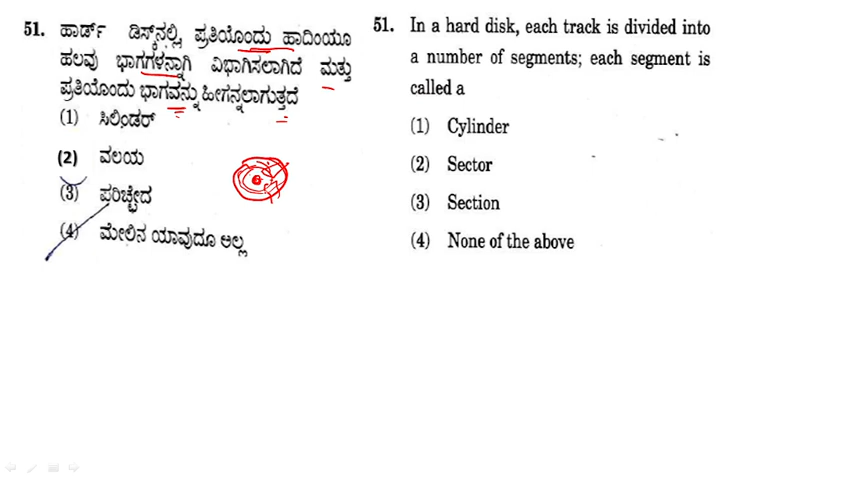 51. ಹಾರ್ಡ್ ಡಿಸ್ಕ್‌ನಲ್ಲಿ, ಪ್ರತಿಯೊಂದು ಹಾದಿಯೂ
ಹಲವು ಭಾಗಗಳನ್ನಾಗಿ ವಿಭಾಗಿಸಲಾಗಿದೆ ಮತ್ತು
ಪ್ರತಿಯೊಂದು ಭಾಗವನ್ನು ಹೀಗನ್ನಲಾಗುತ್ತದೆ
(1) ಸಿಲಿಂಡರ್
(2) ವಲಯ
(3) ಪರಿಚ್ಛೇದ
(4) ಮೇಲಿನ ಯಾವುದೂ ಅಲ್ಲ
51. In a hard disk, each track is divided into
a number of segments; each segment is
called a
(1) Cylinder
(2) Sector
(3) Section
(4) None of the above